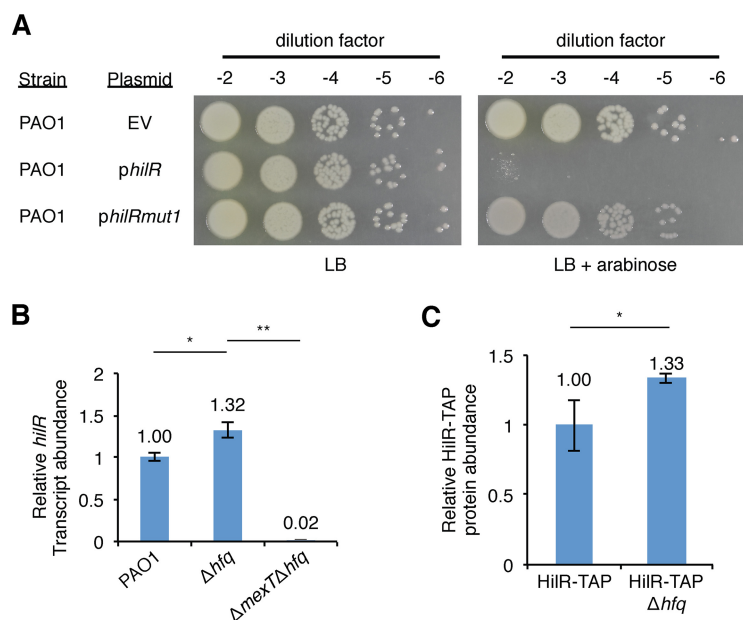 A
dilution factor
dilution factor
Strain Plasmid -2 -3 -4 -5 -6 -2 -3 -4 -5 -6
PAO1 EV
PAO1 philR
PAO1 philRmut1
LB
LB + arabinose
B
Relative hilR
Transcript abundance
2
1.5
1
0.5
0
*
**
1.00
1.32
0.02
PAO1
Δhfq
ΔmexTΔhfq
C
Relative HilR-TAP
protein abundance
1.5
1
0.5
0
*
1.00
1.33
HilR-TAP
HilR-TAP
Δhfq